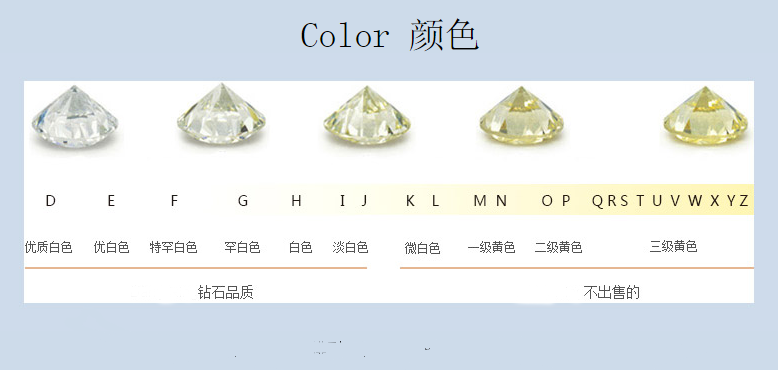 Color 颜色
D E F G H I J K L M N O P Q R S T U V W X Y Z
优质白色 优白色 特罕白色 罕白色 白色 淡白色 微白色 一级黄色 二级黄色 三级黄色
钻石品质 不出售的